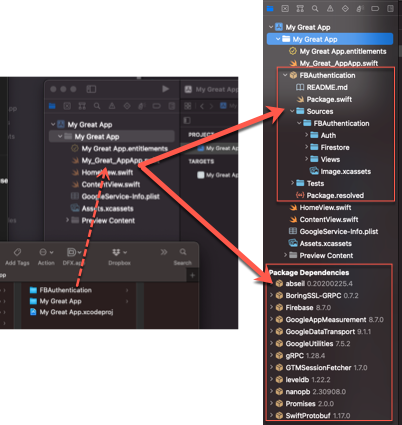 My Great App
My Great App
My Great App.entitlements
My_Great_AppApp.swift
HomeView.swift
ContentView.swift
GoogleService-Info.plist
Assets.xcassets
Preview Content
My Great App
PROJECT
My Great App
TARGETS
My Great App
Add Tags
Action
Dropbox
Search
FBAuthentication
My Great App
My Great App.xcodeproj
My Great App
My Great App
My Great App.entitlements
My_Great_AppApp.swift
FBAuthentication
README.md
Package.swift
Sources
FBAuthentication
Auth
Firestore
Views
Image.xcassets
Tests
Package.resolved
HomeView.swift
ContentView.swift
GoogleService-Info.plist
Assets.xcassets
Preview Content
Package Dependencies
abseil 0.20200225.4
BoringSSL-GRPC 0.7.2
Firebase 8.7.0
GoogleAppMeasurement 8.7.0
GoogleDataTransport 9.1.1
GoogleUtilities 7.5.2
gRPC 1.28.4
GTMSessionFetcher 1.7.0
leveldb 1.22.2
nanopb 2.30908.0
Promises 2.0.0
SwiftProtobuf 1.17.0